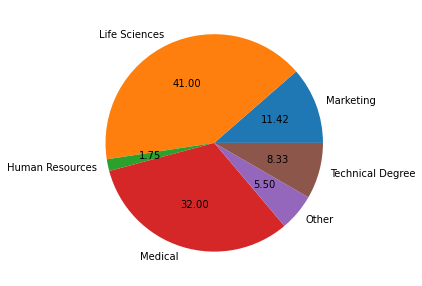 Life Sciences
41.00
Marketing
11.42
Human Resources
1.75
8.33
Technical Degree
5.50
32.00
Other
Medical